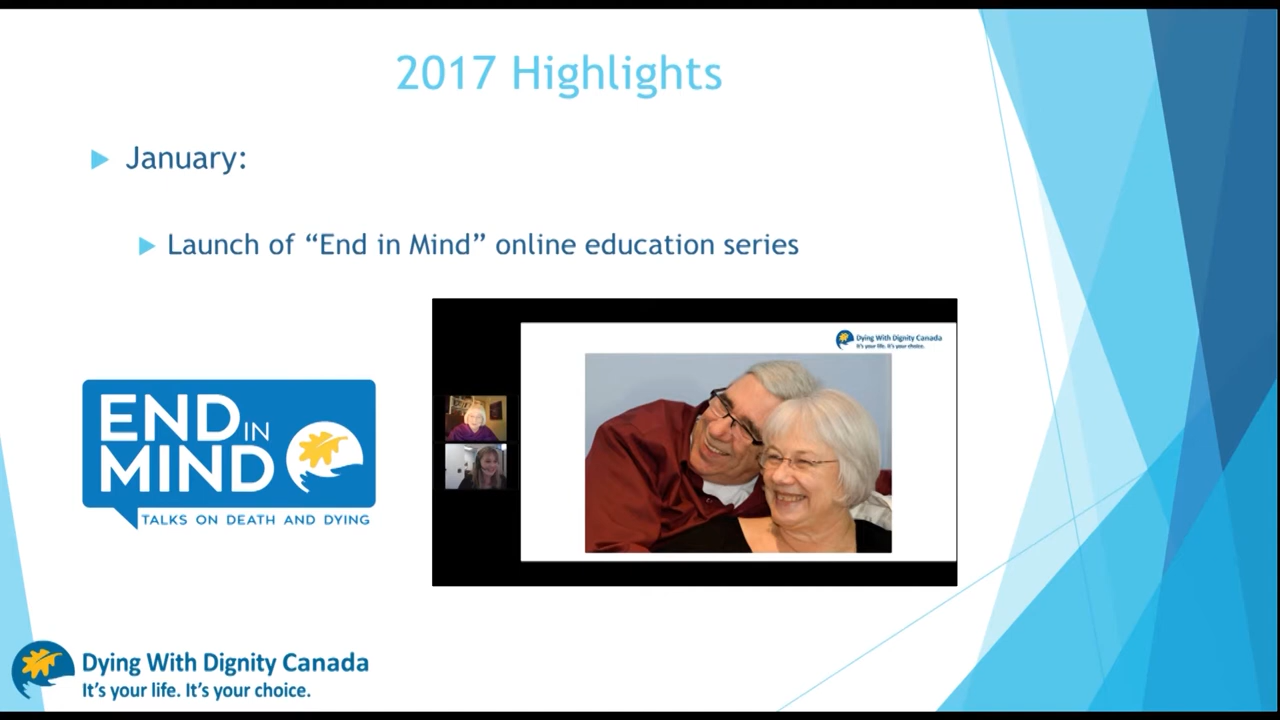 2017 Highlights
January:
Launch of “End in Mind” online education series
Dying With Dignity Canada
It's your life. It's your choice.
END IN
MIND
TALKS ON DEATH AND DYING
Dying With Dignity Canada
It's your life. It's your choice.